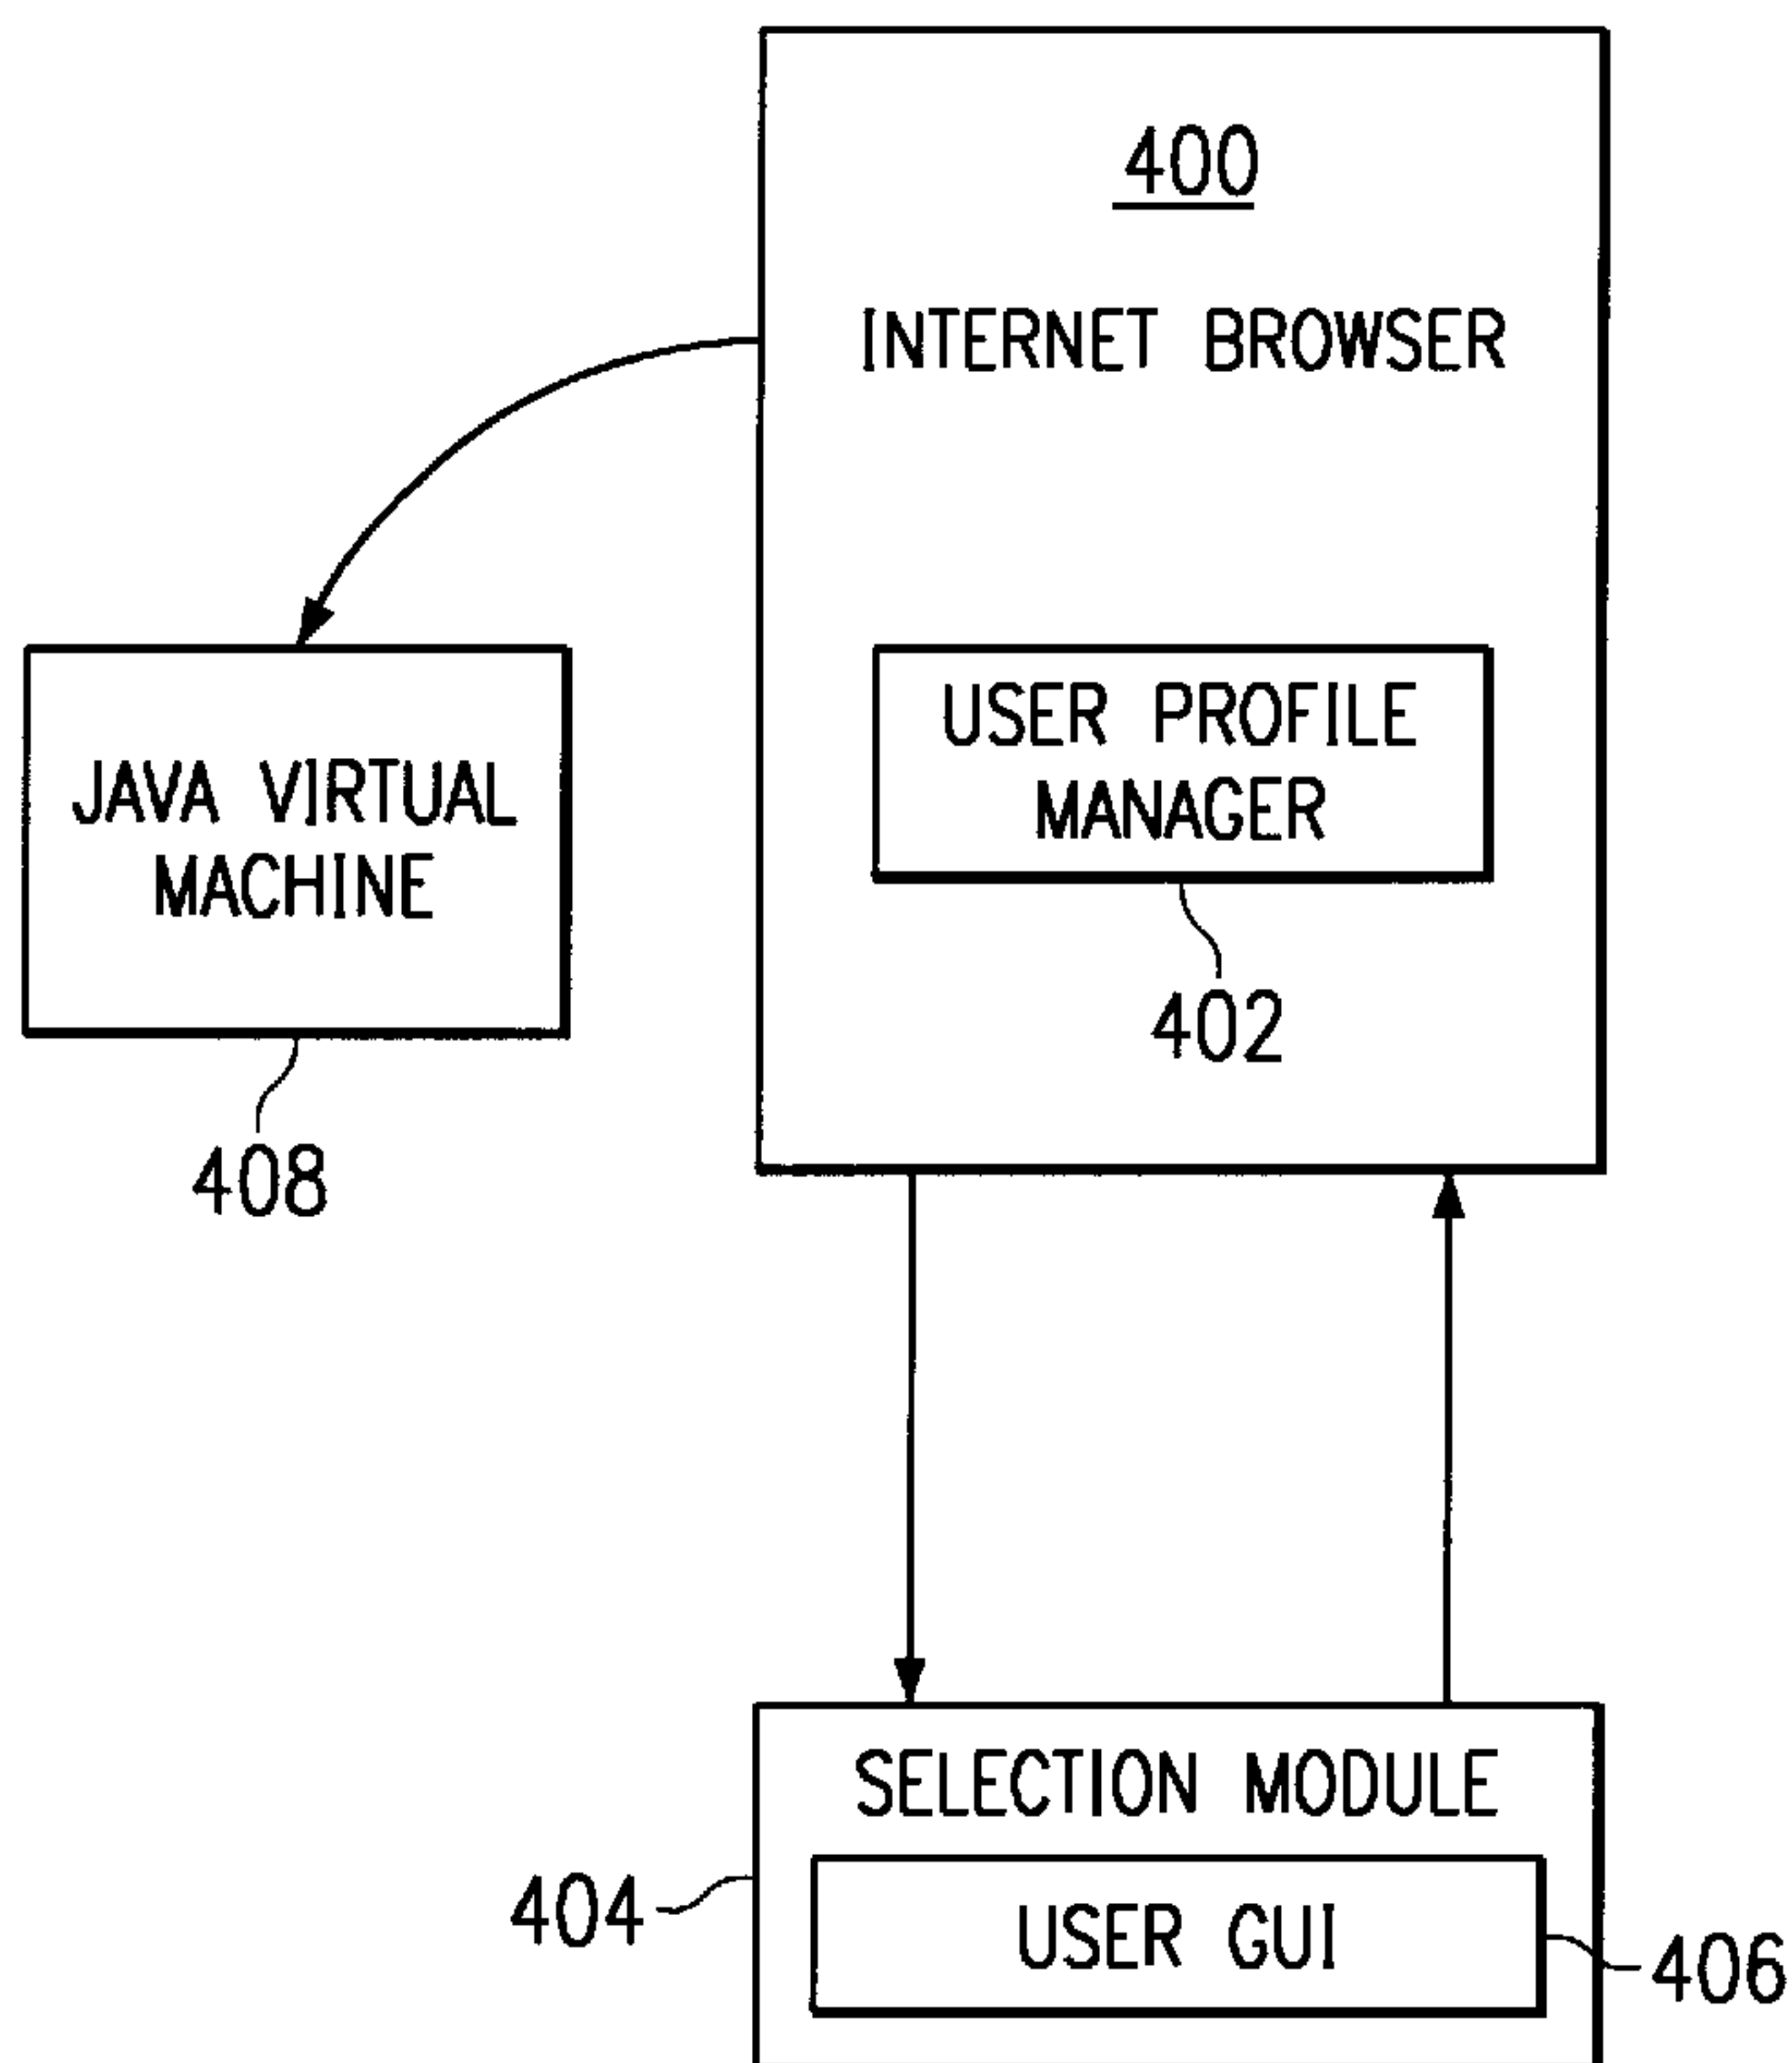 400
INTERNET BROWSER
USER PROFILE
MANAGER
402
JAVA VIRTUAL
MACHINE
408
SELECTION MODULE
404
USER GUI
406